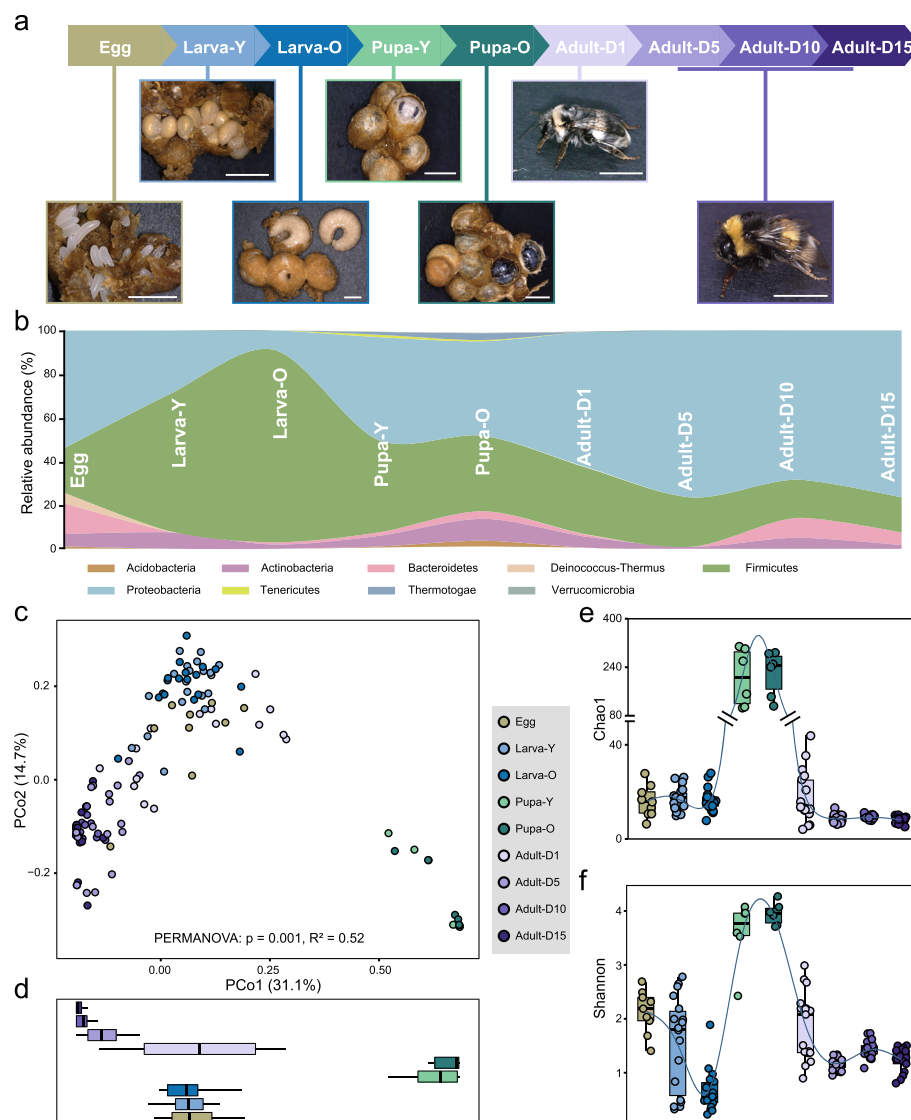 a
Egg Larva-Y Larva-O Pupa-Y Pupa-O Adult-D1 Adult-D5 Adult-D10 Adult-D15
b
Relative abundance (%)
100
80
60
40
20
0
Egg
Larva-Y
Larva-O
Pupa-Y
Pupa-O
Adult-D1
Adult-D5
Adult-D10
Adult-D15
Acidobacteria Actinobacteria Bacteroidetes Deinococcus-Thermus Firmicutes
Proteobacteria Tenericutes Thermotogae Verrucomicrobia
c
PCo2 (14.7%)
0.2
0.0
−0.2
PERMANOVA: p = 0.001, R² = 0.52
0.00 0.25 0.50
PCo1 (31.1%)
Egg
Larva-Y
Larva-O
Pupa-Y
Pupa-O
Adult-D1
Adult-D5
Adult-D10
Adult-D15
d
e
Chao1
400
240
80
40
0
f
Shannon
4
3
2
1